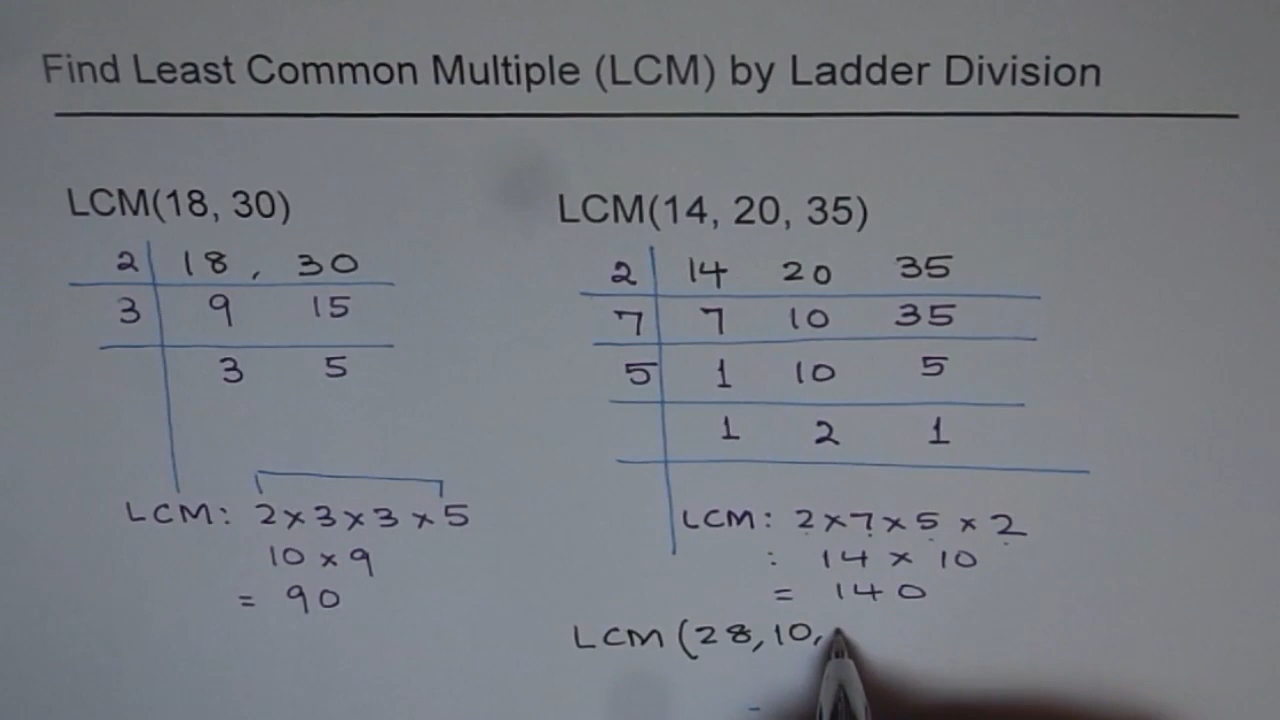 Find Least Common Multiple (LCM) by Ladder Division
LCM(18, 30)
2 18, 30
3 9 15
3 5
LCM: 2×3×3×5
10×9
= 90
LCM(14, 20, 35)
2 14 20 35
7 7 10 35
5 1 10 5
1 2 1
LCM: 2×7×5×2
: 14×10
= 140
LCM (28,10,